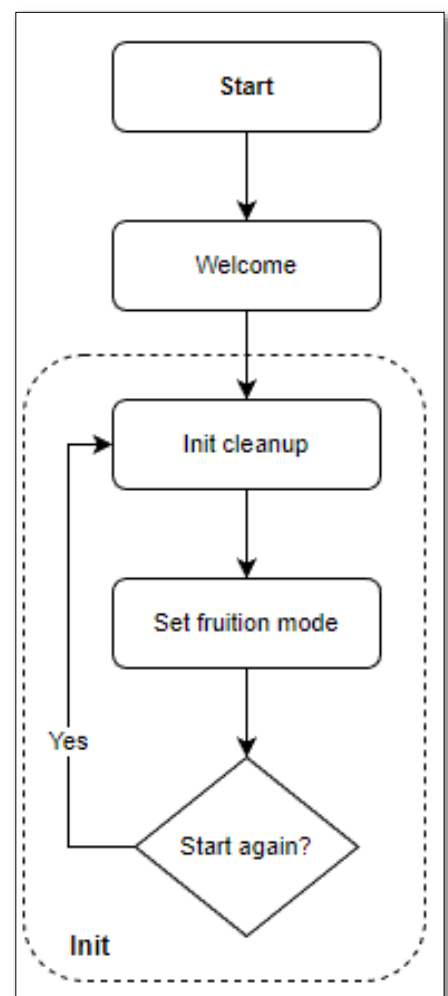 Start
Welcome
Init cleanup
Set fruition mode
Yes
Start again?
Init